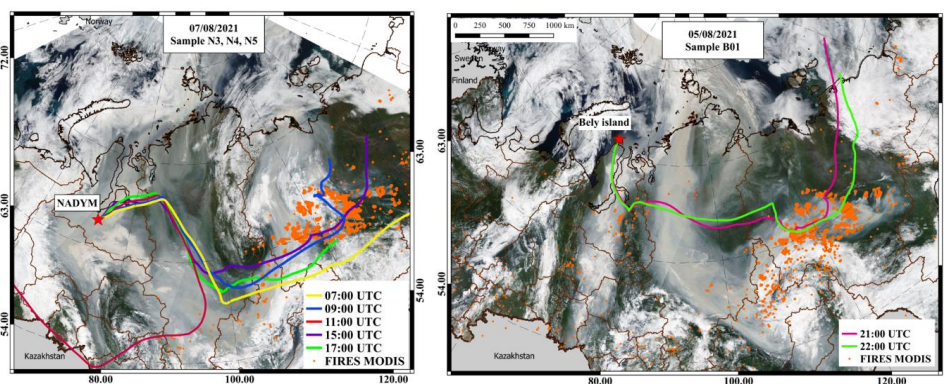 07/08/2021
Sample N3, N4, N5
Norway
72.00
63.00
54.00
NADYM
Kazakhstan
63.00
54.00
07:00 UTC
09:00 UTC
11:00 UTC
15:00 UTC
17:00 UTC
FIRES MODIS
80.00
100.00
120.00
0 250 500 750 1000 km
05/08/2021
Sample B01
Norway
Sweden
Finland
63.00
54.00
Bely island
Kazakhstan
21:00 UTC
22:00 UTC
FIRES MODIS
80.00
100.00
120.00